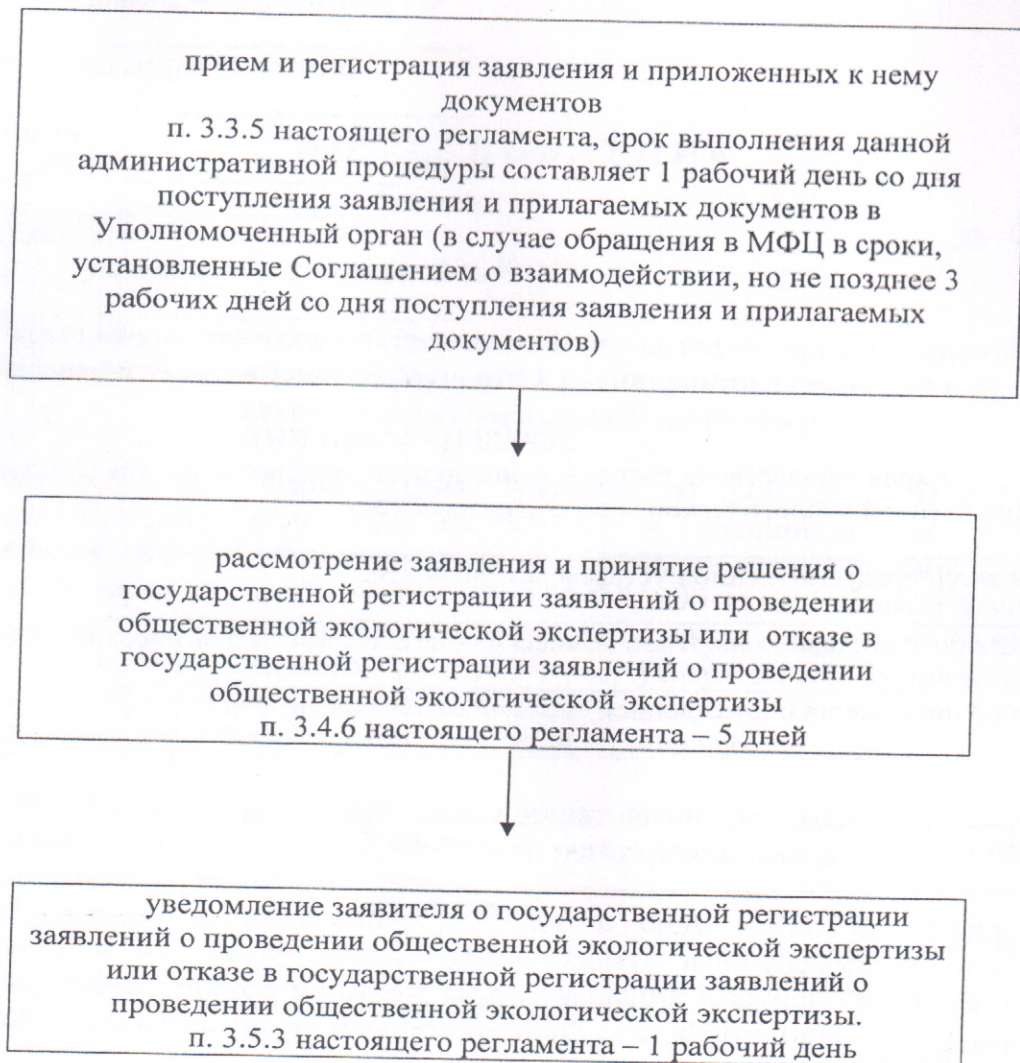 прием и регистрация заявления и приложенных к нему
документов
п. 3.3.5 настоящего регламента, срок выполнения данной
административной процедуры составляет 1 рабочий день со дня
поступления заявления и прилагаемых документов в
Уполномоченный орган (в случае обращения в МФЦ в сроки,
установленные Соглашением о взаимодействии, но не позднее 3
рабочих дней со дня поступления заявления и прилагаемых
документов)
рассмотрение заявления и принятие решения о
государственной регистрации заявлений о проведении
общественной экологической экспертизы или отказе в
государственной регистрации заявлений о проведении
общественной экологической экспертизы
п. 3.4.6 настоящего регламента – 5 дней
уведомление заявителя о государственной регистрации
заявлений о проведении общественной экологической экспертизы
или отказе в государственной регистрации заявлений о
проведении общественной экологической экспертизы.
п. 3.5.3 настоящего регламента – 1 рабочий день